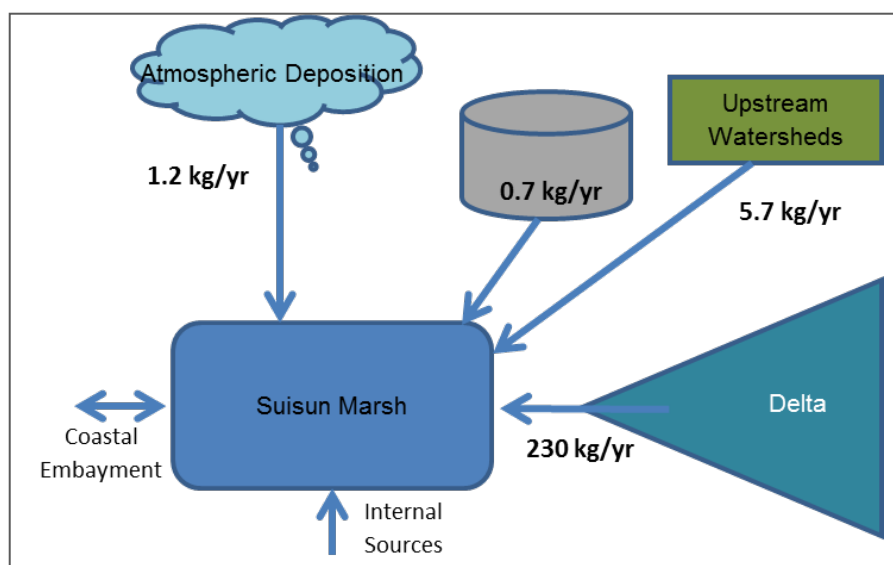 Atmospheric Deposition
Upstream
Watersheds
1.2 kg/yr
0.7 kg/yr
5.7 kg/yr
Suisun Marsh
Delta
Coastal
Embayment
230 kg/yr
Internal
Sources